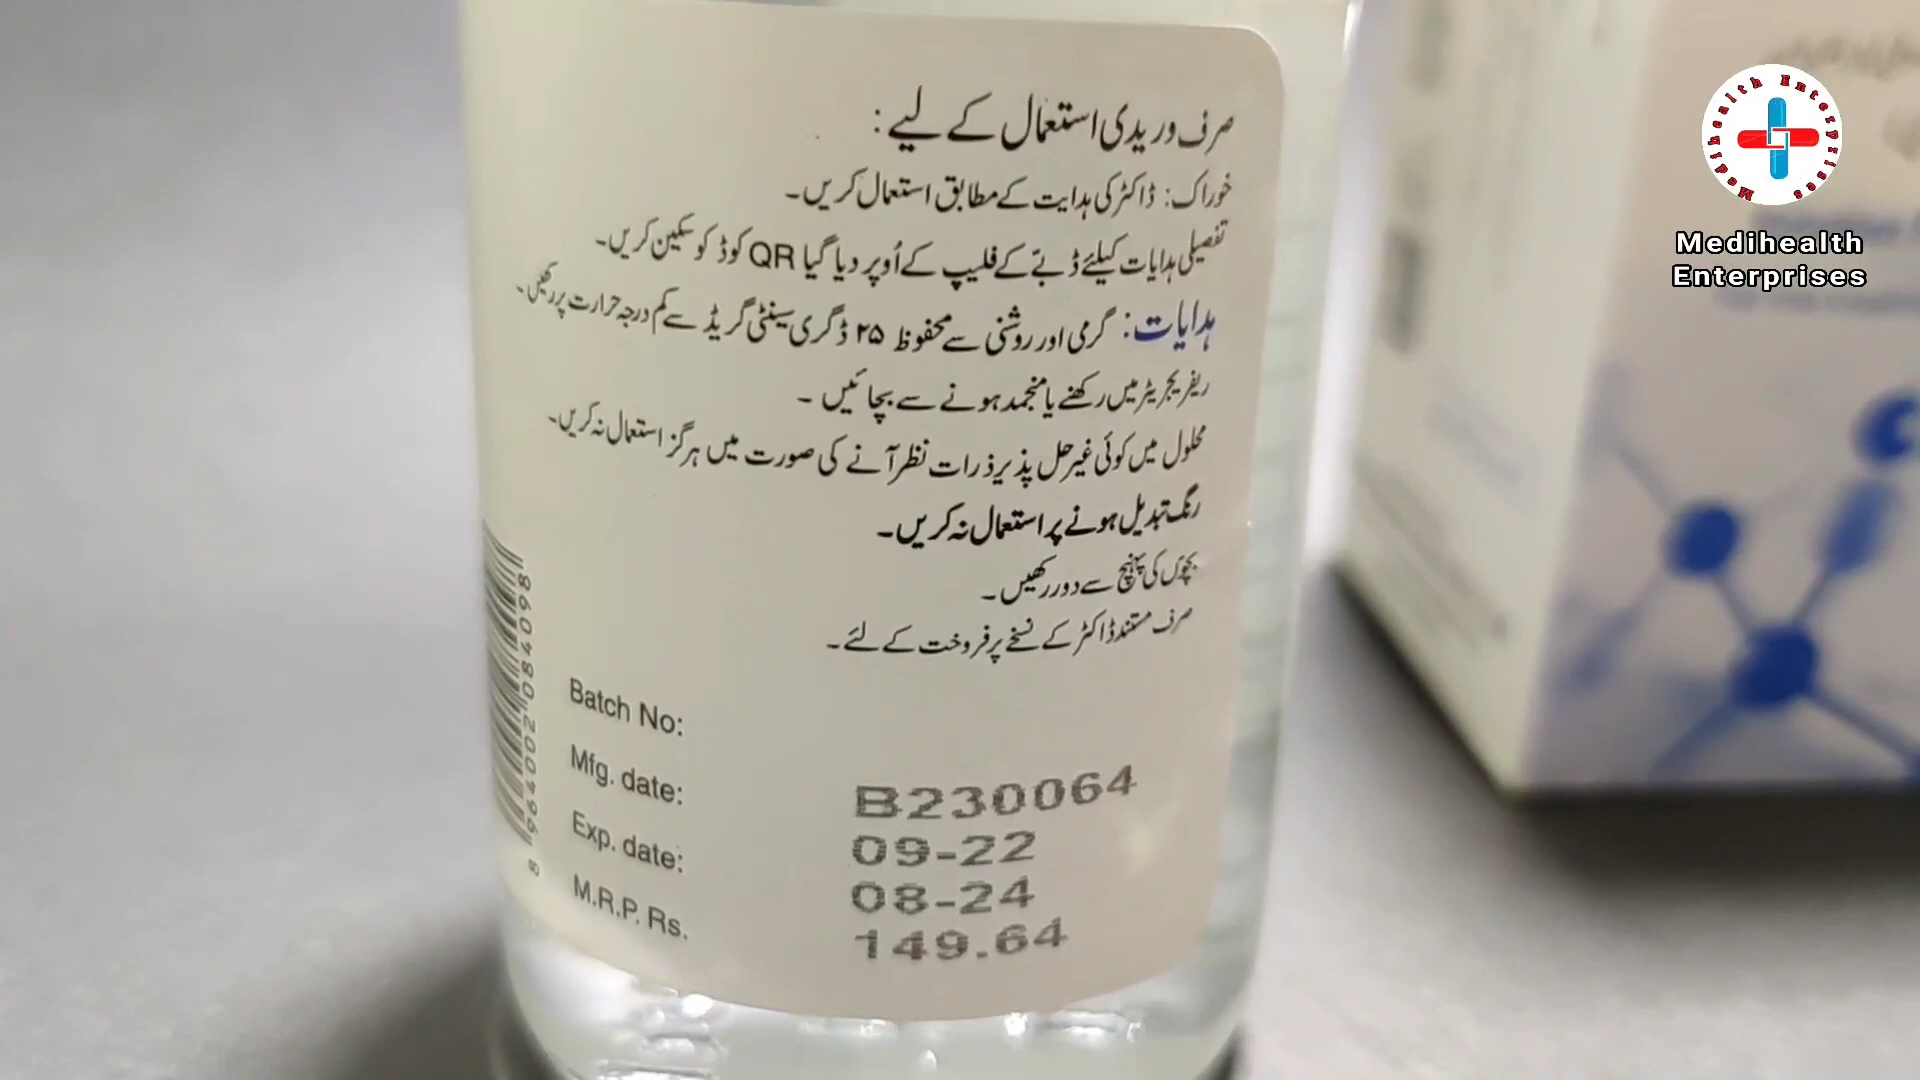 صرف وریدی استعمال کے لیے:
خوراک: ڈاکٹر کی ہدایت کے مطابق استعمال کریں۔
تفصیلی ہدایات کیلئے ڈبے کے فلیپ کے اُوپر دیا گیا QR کوڈ کو سکین کریں۔
ہدایات: گرمی اور روشنی سے محفوظ ۲۵ ڈگری سینٹی گریڈ سے کم درجہ حرارت پر رکھیں۔
ریفریجریٹر میں رکھنے یا منجمد ہونے سے بچائیں۔
محلول میں کوئی غیر حل پذیر ذرات نظر آنے کی صورت میں ہرگز استعمال نہ کریں۔
رنگ تبدیل ہونے پر استعمال نہ کریں۔
بچوں کی پہنچ سے دور رکھیں۔
صرف مستند ڈاکٹر کے نسخے پر فروخت کے لئے۔
Batch No: B230064
Mfg. date: 09-22
Exp. date: 08-24
M.R.P. Rs. 149.64
8 964000 2084098
Medihealth Enterprises
Medihealth
Enterprises